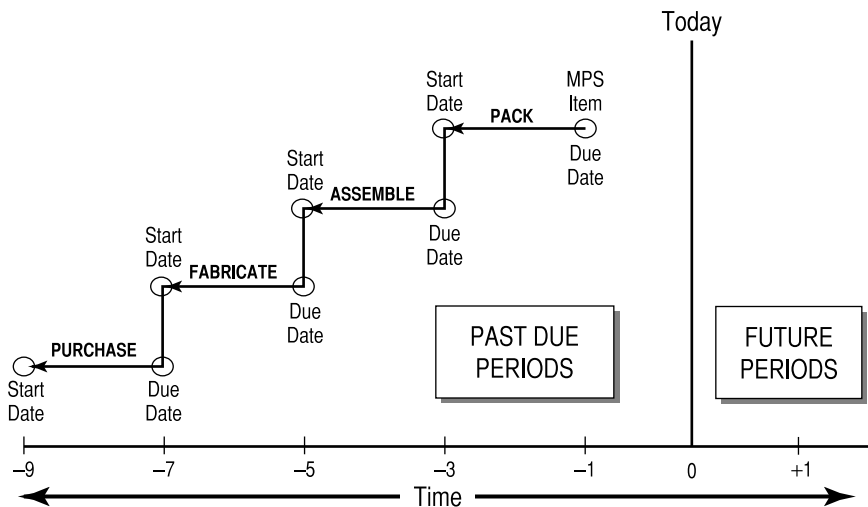 Today
Start
Date
MPS
Item
PACK
Due
Date
Start
Date
ASSEMBLE
Due
Date
Start
Date
FABRICATE
Due
Date
PURCHASE
Start
Date
Due
Date
PAST DUE
PERIODS
FUTURE
PERIODS
–9
–7
–5
–3
–1
0
+1
Time